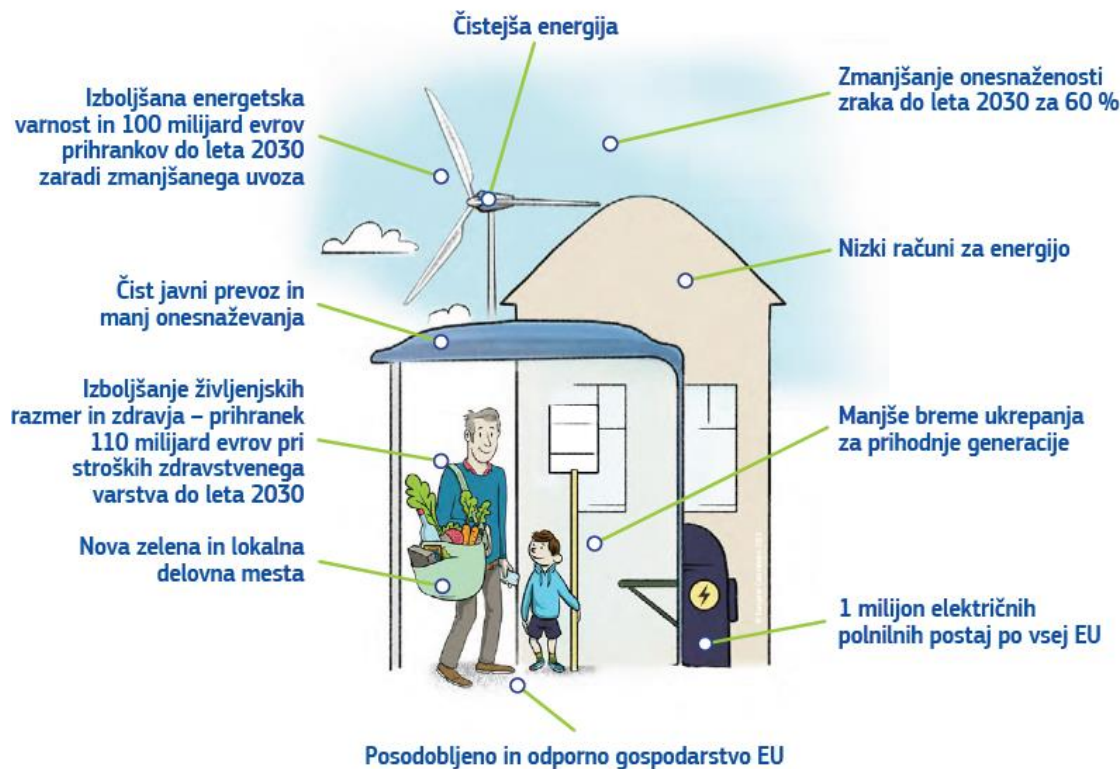 Čistejša energija
Izboljšana energetska
varnost in 100 milijard evrov
prihrankov do leta 2030
zaradi zmanjšanega uvoza
Zmanjšanje onesnaženosti
zraka do leta 2030 za 60 %
Nizki računi za energijo
Čist javni prevoz in
manj onesnaževanja
Izboljšanje življenjskih
razmer in zdravja – prihranek
110 milijard evrov pri
stroških zdravstvenega
varstva do leta 2030
Manjše breme ukrepanja
za prihodnje generacije
Nova zelena in lokalna
delovna mesta
1 milijon električnih
polnilnih postaj po vsej EU
Posodobljeno in odporno gospodarstvo EU